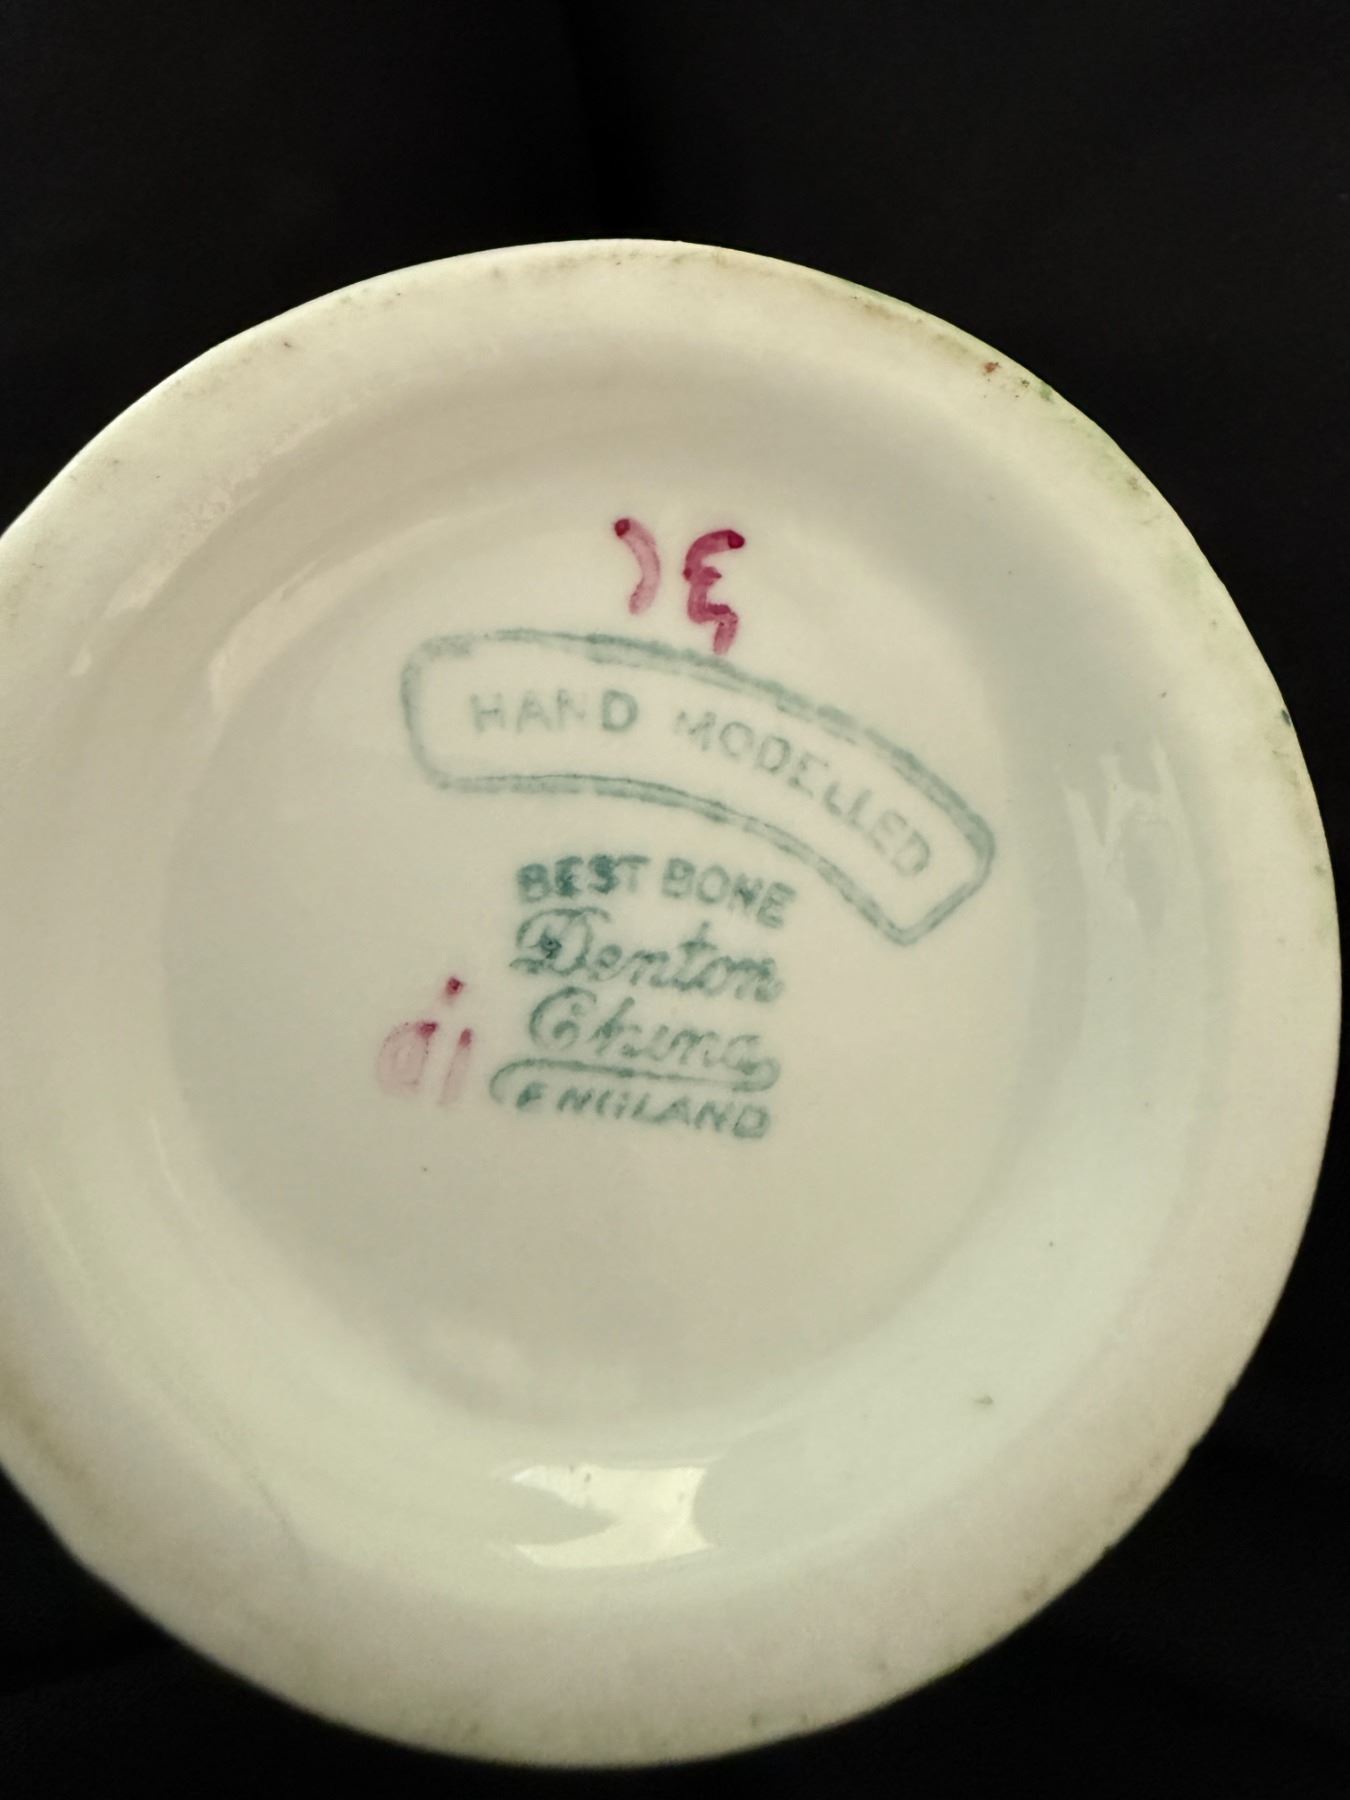 HAND MODELLED
BEST BONE
Denton
China
ENGLAND